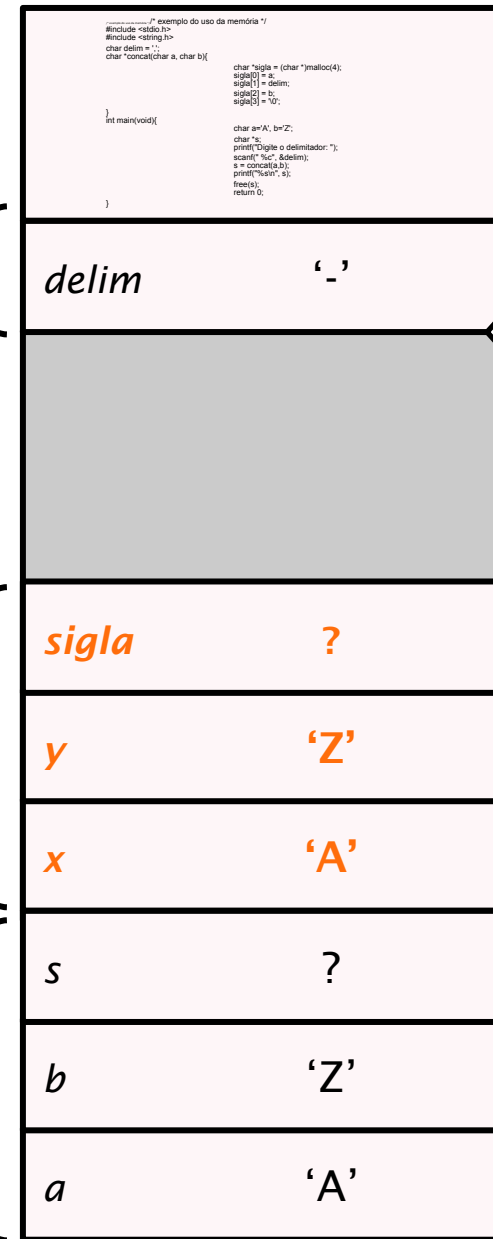 /* exemplo do uso da memória */
#include <stdio.h>
#include <string.h>
char delim = ',';
char *concat(char a, char b){
char *sigla = (char *)malloc(4);
sigla[0] = a;
sigla[1] = delim;
sigla[2] = b;
sigla[3] = '\0';
}
int main(void){
char a='A', b='Z';
char *s;
printf("Digite o delimitador: ");
scanf(" %c", &delim);
s = concat(a,b);
printf("%s\n", s);
free(s);
return 0;
}
delim ‘-’
sigla ?
y ‘Z’
x ‘A’
s ?
b ‘Z’
a ‘A’